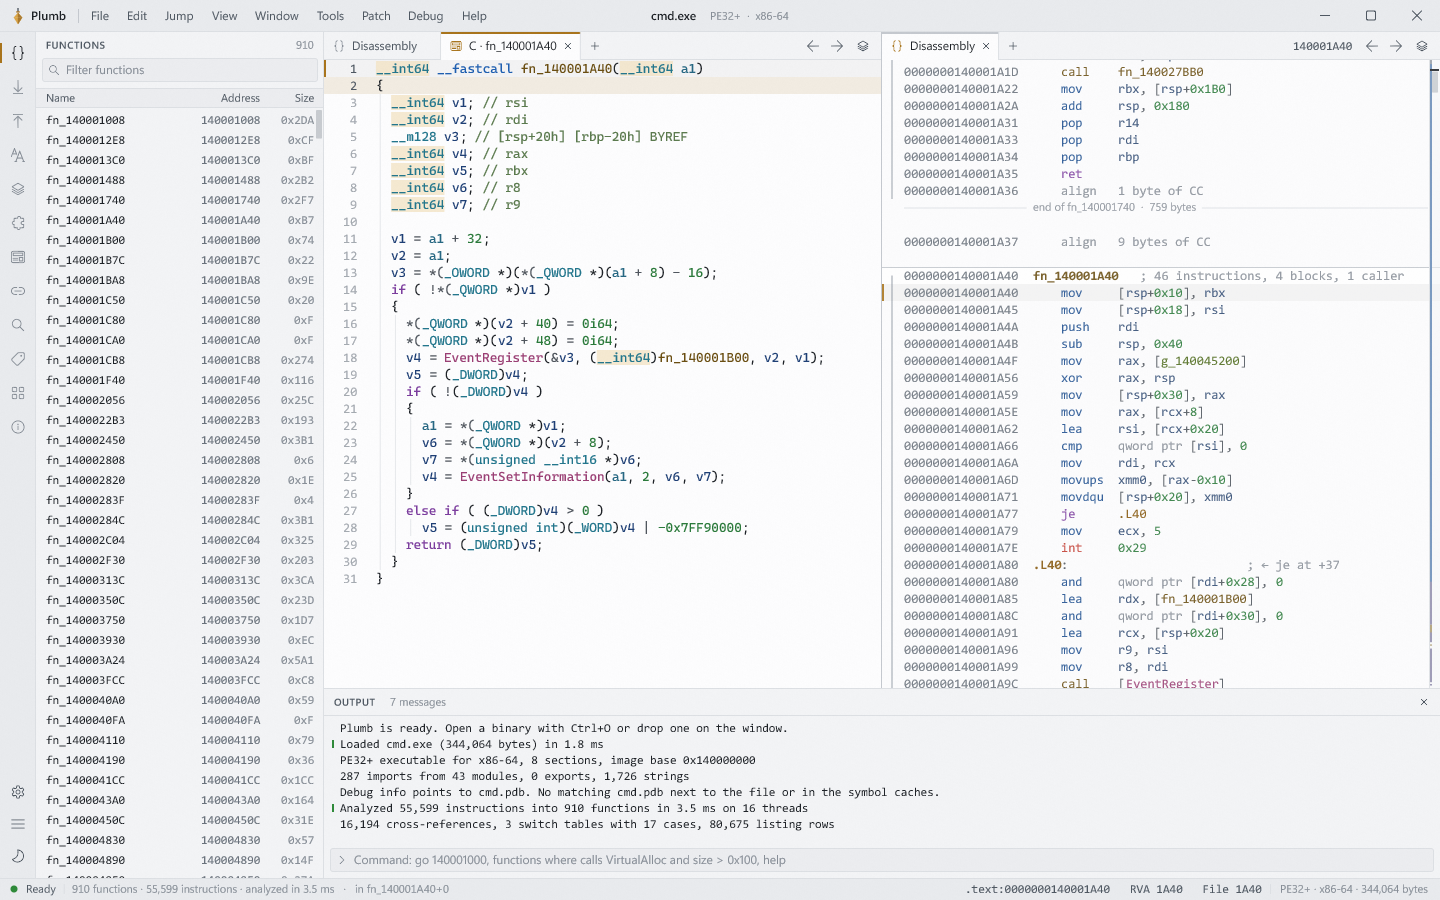 Plumb File Edit Jump View Window Tools Patch Debug Help cmd.exe PE32+ · x86-64
FUNCTIONS 910
Filter functions
Name Address Size
fn_140001008 140001008 0x2DA
fn_1400012E8 1400012E8 0xCF
fn_1400013C0 1400013C0 0xBF
fn_140001488 140001488 0x2B2
fn_140001740 140001740 0x2F7
fn_140001A40 140001A40 0xB7
fn_140001B00 140001B00 0x74
fn_140001B7C 140001B7C 0x22
fn_140001BA8 140001BA8 0x9E
fn_140001C50 140001C50 0x20
fn_140001C80 140001C80 0xF
fn_140001CA0 140001CA0 0xF
fn_140001CB8 140001CB8 0x274
fn_140001F40 140001F40 0x116
fn_140002056 140002056 0x25C
fn_1400022B3 1400022B3 0x193
fn_140002450 140002450 0x3B1
fn_140002808 140002808 0x6
fn_140002820 140002820 0x1E
fn_14000283F 14000283F 0x4
fn_14000284C 14000284C 0x3B1
fn_140002C04 140002C04 0x325
fn_140002F30 140002F30 0x203
fn_14000313C 14000313C 0x3CA
fn_14000350C 14000350C 0x23D
fn_140003750 140003750 0x1D7
fn_140003930 140003930 0xEC
fn_140003A24 140003A24 0x5A1
fn_140003FCC 140003FCC 0xC8
fn_1400040A0 1400040A0 0x59
fn_1400040FA 1400040FA 0xF
fn_140004110 140004110 0x79
fn_140004190 140004190 0x36
fn_1400041CC 1400041CC 0x1CC
fn_1400043A0 1400043A0 0x164
fn_14000450C 14000450C 0x31E
fn_140004830 140004830 0x57
fn_140004890 140004890 0x14F
{} Disassembly C · fn_140001A40 × +
1 __int64 __fastcall fn_140001A40(__int64 a1)
2 {
3 __int64 v1; // rsi
4 __int64 v2; // rdi
5 __m128 v3; // [rsp+20h] [rbp-20h] BYREF
6 __int64 v4; // rax
7 __int64 v5; // rbx
8 __int64 v6; // r8
9 __int64 v7; // r9
10
11 v1 = a1 + 32;
12 v2 = a1;
13 v3 = *(_OWORD *)(*(_QWORD *)(a1 + 8) - 16);
14 if ( !*(_QWORD *)v1 )
15 {
16 *(_QWORD *)(v2 + 40) = 0i64;
17 *(_QWORD *)(v2 + 48) = 0i64;
18 v4 = EventRegister(&v3, (__int64)fn_140001B00, v2, v1);
19 v5 = (_DWORD)v4;
20 if ( !(_DWORD)v4 )
21 {
22 a1 = *(_QWORD *)v1;
23 v6 = *(_QWORD *)(v2 + 8);
24 v7 = *(unsigned __int16 *)v6;
25 v4 = EventSetInformation(a1, 2, v6, v7);
26 }
27 else if ( (_DWORD)v4 > 0 )
28 v5 = (unsigned int)(_WORD)v4 | -0x7FF90000;
29 return (_DWORD)v5;
30 }
31 }
{} Disassembly × + 140001A40
0000000140001A1D call fn_140027BB0
0000000140001A22 mov rbx, [rsp+0x1B0]
0000000140001A2A add rsp, 0x180
0000000140001A31 pop r14
0000000140001A33 pop rdi
0000000140001A34 pop rbp
0000000140001A35 ret
0000000140001A36 align 1 byte of CC
end of fn_140001740 · 759 bytes
0000000140001A37 align 9 bytes of CC
0000000140001A40 fn_140001A40 ; 46 instructions, 4 blocks, 1 caller
0000000140001A40 mov [rsp+0x10], rbx
0000000140001A45 mov [rsp+0x18], rsi
0000000140001A4A push rdi
0000000140001A4B sub rsp, 0x40
0000000140001A4F mov rax, [g_140045200]
0000000140001A56 xor rax, rsp
0000000140001A59 mov [rsp+0x30], rax
0000000140001A5E mov rax, [rcx+8]
0000000140001A62 lea rsi, [rcx+0x20]
0000000140001A66 cmp qword ptr [rsi], 0
0000000140001A6A mov rdi, rcx
0000000140001A6D movups xmm0, [rax-0x10]
0000000140001A71 movdqu [rsp+0x20], xmm0
0000000140001A77 je .L40
0000000140001A79 mov ecx, 5
0000000140001A7E int 0x29
0000000140001A80 .L40: ; ← je at +37
0000000140001A80 and qword ptr [rdi+0x28], 0
0000000140001A85 lea rdx, [fn_140001B00]
0000000140001A8C and qword ptr [rdi+0x30], 0
0000000140001A91 lea rcx, [rsp+0x20]
0000000140001A96 mov r9, rsi
0000000140001A99 mov r8, rdi
0000000140001A9C call [EventRegister]
OUTPUT 7 messages ×
Plumb is ready. Open a binary with Ctrl+O or drop one on the window.
Loaded cmd.exe (344,064 bytes) in 1.8 ms
PE32+ executable for x86-64, 8 sections, image base 0x140000000
287 imports from 43 modules, 0 exports, 1,726 strings
Debug info points to cmd.pdb. No matching cmd.pdb next to the file or in the symbol caches.
Analyzed 55,599 instructions into 910 functions in 3.5 ms on 16 threads
16,194 cross-references, 3 switch tables with 17 cases, 80,675 listing rows
Command: go 140001000, functions where calls VirtualAlloc and size > 0x100, help
Ready 910 functions · 55,599 instructions · analyzed in 3.5 ms · in fn_140001A40+0 .text:0000000140001A40 RVA 1A40 File 1A40 PE32+ · x86-64 · 344,064 bytes